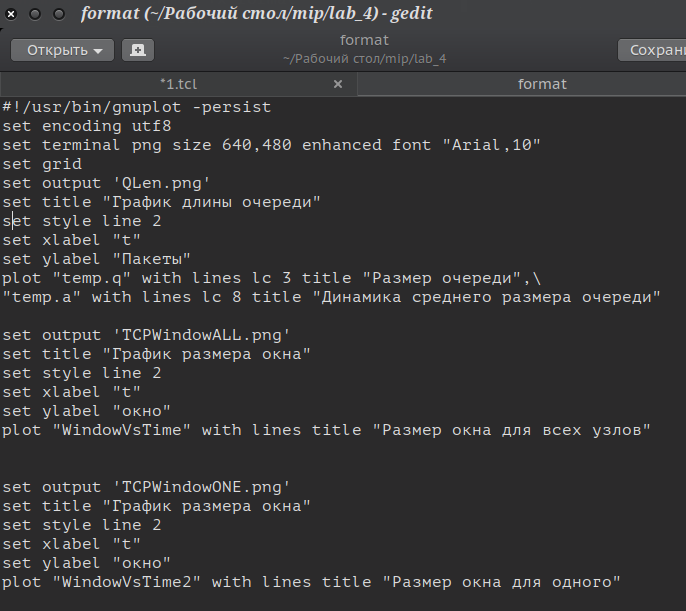 format (~/Рабочий стол/mip/lab_4) - gedit
Открыть
format
~/Рабочий стол/mip/lab_4
*1.tcl
format
#!/usr/bin/gnuplot -persist
set encoding utf8
set terminal png size 640,480 enhanced font "Arial,10"
set grid
set output 'QLen.png'
set title "График длины очереди"
set style line 2
set xlabel "t"
set ylabel "Пакеты"
plot "temp.q" with lines lc 3 title "Размер очереди",\
"temp.a" with lines lc 8 title "Динамика среднего размера очереди"
set output 'TCPWindowALL.png'
set title "График размера окна"
set style line 2
set xlabel "t"
set ylabel "окно"
plot "WindowVsTime" with lines title "Размер окна для всех узлов"
set output 'TCPWindowONE.png'
set title "График размера окна"
set style line 2
set xlabel "t"
set ylabel "окно"
plot "WindowVsTime2" with lines title "Размер окна для одного"